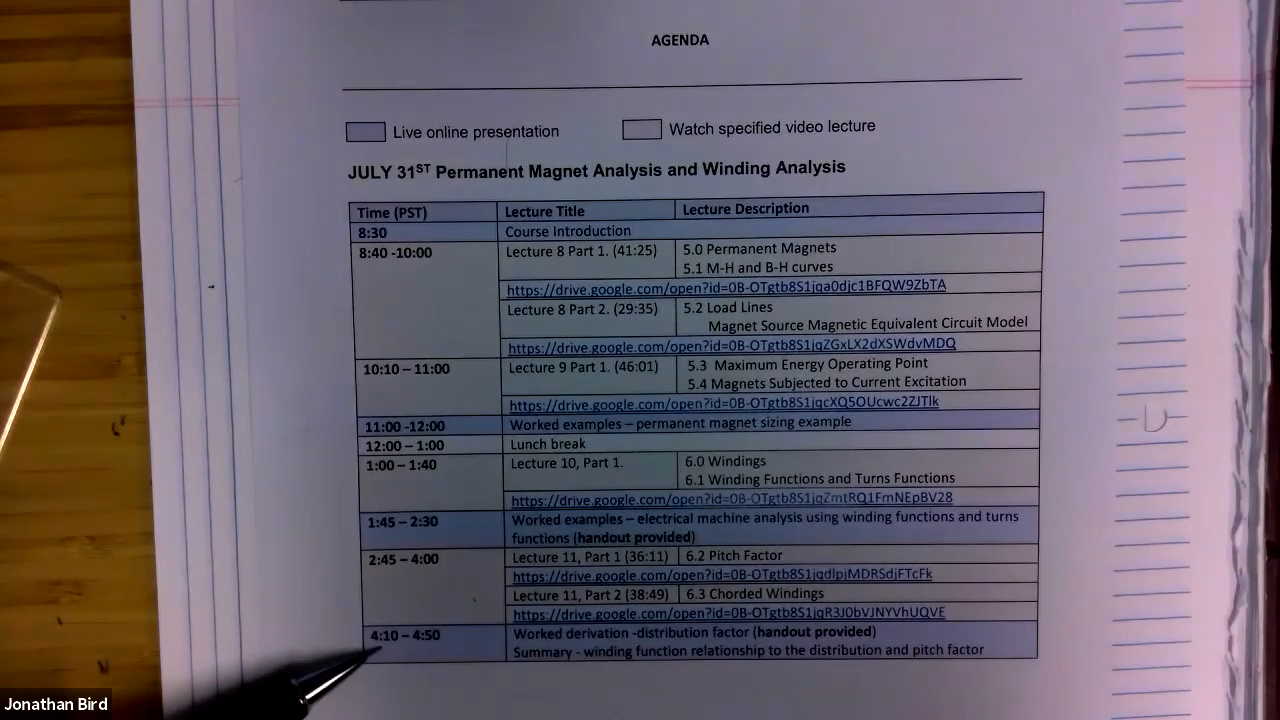 AGENDA
Live online presentation Watch specified video lecture
JULY 31ST Permanent Magnet Analysis and Winding Analysis
Time (PST) Lecture Title Lecture Description
8:30 Course Introduction
8:40 -10:00 Lecture 8 Part 1. (41:25) 5.0 Permanent Magnets
5.1 M-H and B-H curves
https://drive.google.com/open?id=0B-OTgtb8S1jqa0djc1BFQW9ZbTA
Lecture 8 Part 2. (29:35) 5.2 Load Lines
Magnet Source Magnetic Equivalent Circuit Model
https://drive.google.com/open?id=0B-OTgtb8S1jqZGxLX2dXSWdvMDQ
10:10 – 11:00 Lecture 9 Part 1. (46:01) 5.3 Maximum Energy Operating Point
5.4 Magnets Subjected to Current Excitation
https://drive.google.com/open?id=0B-OTgtb8S1jqcXQ5OUcwc2ZJTlk
11:00 -12:00 Worked examples – permanent magnet sizing example
12:00 – 1:00 Lunch break
1:00 – 1:40 Lecture 10, Part 1. 6.0 Windings
6.1 Winding Functions and Turns Functions
https://drive.google.com/open?id=0B-OTgtb8S1jqZmtRQ1FmNEpBV28
1:45 – 2:30 Worked examples – electrical machine analysis using winding functions and turns
functions (handout provided)
2:45 – 4:00 Lecture 11, Part 1 (36:11) 6.2 Pitch Factor
https://drive.google.com/open?id=0B-OTgtb8S1jqdlpjMDRSdjFTcFk
Lecture 11, Part 2 (38:49) 6.3 Chorded Windings
https://drive.google.com/open?id=0B-OTgtb8S1jqR3J0bVJNYVhUQVE
4:10 – 4:50 Worked derivation -distribution factor (handout provided)
Summary - winding function relationship to the distribution and pitch factor
Jonathan Bird